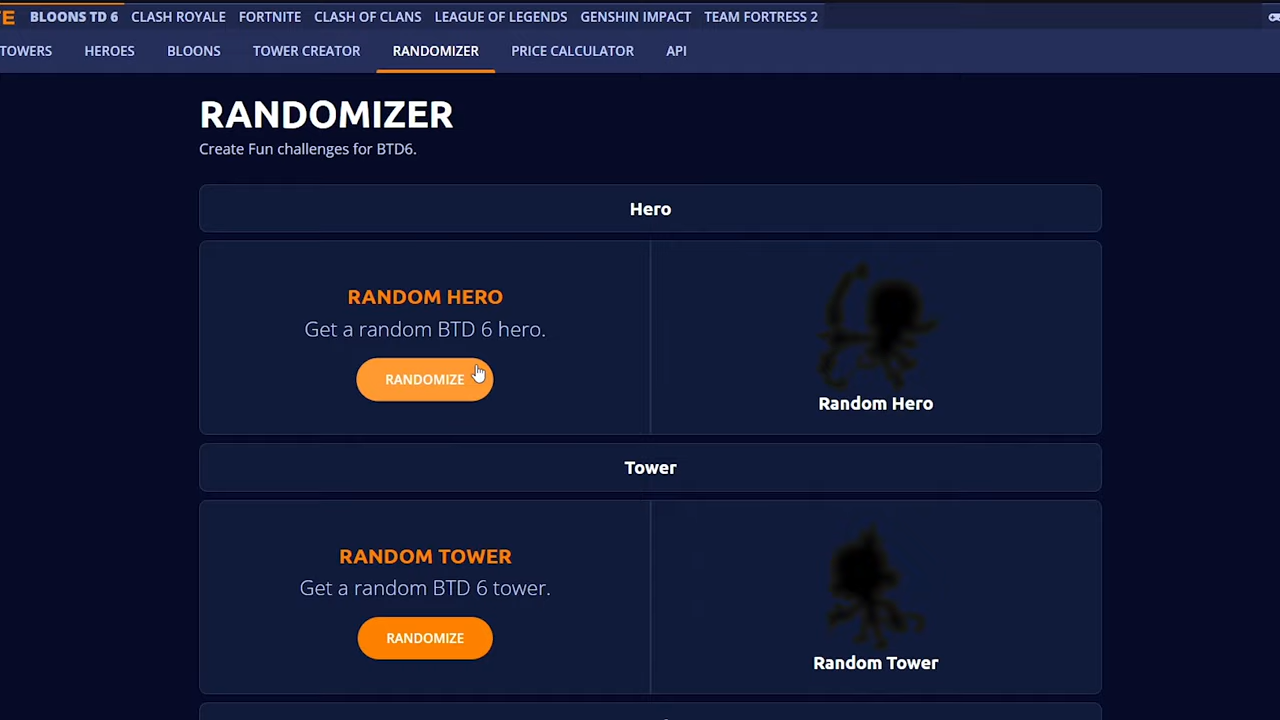 TE BLOONS TD 6 CLASH ROYALE FORTNITE CLASH OF CLANS LEAGUE OF LEGENDS GENSHIN IMPACT TEAM FORTRESS 2
TOWERS HEROES BLOONS TOWER CREATOR RANDOMIZER PRICE CALCULATOR API
RANDOMIZER
Create Fun challenges for BTD6.
Hero
RANDOM HERO
Get a random BTD 6 hero.
RANDOMIZE
Random Hero
Tower
RANDOM TOWER
Get a random BTD 6 tower.
RANDOMIZE
Random Tower